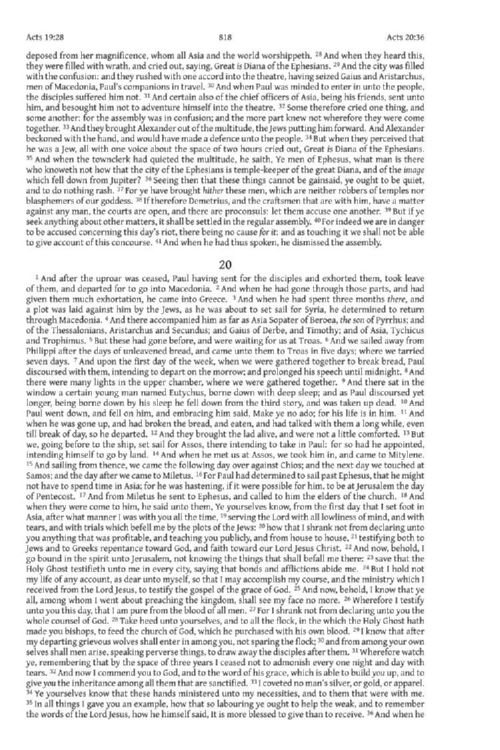 Acts 19:28 818 Acts 20:36
deposed from her magnificence, whom all Asia and the world worshippeth. 28 And when they heard this,
they were filled with wrath, and cried out, saying, Great is Diana of the Ephesians. 29 And the city was filled
with the confusion: and they rushed with one accord into the theatre, having seized Gaius and Aristarchus,
men of Macedonia, Paul's companions in travel. 30 And when Paul was minded to enter in unto the people,
the disciples suffered him not. 31 And certain also of the chief officers of Asia, being his friends, sent unto
him, and besought him not to adventure himself into the theatre. 32 Some therefore cried one thing, and
some another: for the assembly was in confusion; and the more part knew not wherefore they were come
together. 33 And they brought Alexander out of the multitude, the Jews putting him forward. And Alexander
beckoned with the hand, and would have made a defence unto the people. 34 But when they perceived that
he was a Jew, all with one voice about the space of two hours cried out, Great is Diana of the Ephesians.
35 And when the townclerk had quieted the multitude, he saith, Ye men of Ephesus, what man is there
who knoweth not how that the city of the Ephesians is temple-keeper of the great Diana, and of the image
which fell down from Jupiter? 36 Seeing then that these things cannot be gainsaid, ye ought to be quiet,
and to do nothing rash. 37 For ye have brought hither these men, which are neither robbers of temples nor
blasphemers of our goddess. 38 If therefore Demetrius, and the craftsmen that are with him, have a matter
against any man, the courts are open, and there are proconsuls: let them accuse one another. 39 But if ye
seek anything about other matters, it shall be settled in the regular assembly. 40 For indeed we are in danger
to be accused concerning this day's riot, there being no cause for it: and as touching it we shall not be able
to give account of this concourse. 41 And when he had thus spoken, he dismissed the assembly.
20
1 And after the uproar was ceased, Paul having sent for the disciples and exhorted them, took leave
of them, and departed for to go into Macedonia. 2 And when he had gone through those parts, and had
given them much exhortation, he came into Greece. 3 And when he had spent three months there, and
a plot was laid against him by the Jews, as he was about to set sail for Syria, he determined to return
through Macedonia. 4 And there accompanied him as far as Asia Sopater of Beroea, the son of Pyrrhus; and
of the Thessalonians, Aristarchus and Secundus; and Gaius of Derbe, and Timothy; and of Asia, Tychicus
and Trophimus. 5 But these had gone before, and were waiting for us at Troas. 6 And we sailed away from
Philippi after the days of unleavened bread, and came unto them to Troas in five days; where we tarried
seven days. 7 And upon the first day of the week, when we were gathered together to break bread, Paul
discoursed with them, intending to depart on the morrow; and prolonged his speech until midnight. 8 And
there were many lights in the upper chamber, where we were gathered together. 9 And there sat in the
window a certain young man named Eutychus, borne down with deep sleep; and as Paul discoursed yet
longer, being borne down by his sleep he fell down from the third story, and was taken up dead. 10 And
Paul went down, and fell on him, and embracing him said, Make ye no ado; for his life is in him. 11 And
when he was gone up, and had broken the bread, and eaten, and had talked with them a long while, even
till break of day, so he departed. 12 And they brought the lad alive, and were not a little comforted. 13 But
we, going before to the ship, set sail for Assos, there intending to take in Paul: for so had he appointed,
intending himself to go by land. 14 And when he met us at Assos, we took him in, and came to Mitylene.
15 And sailing from thence, we came the following day over against Chios; and the next day we touched at
Samos; and the day after we came to Miletus. 16 For Paul had determined to sail past Ephesus, that he might
not have to spend time in Asia; for he was hastening, if it were possible for him, to be at Jerusalem the day
of Pentecost. 17 And from Miletus he sent to Ephesus, and called to him the elders of the church. 18 And
when they were come to him, he said unto them, Ye yourselves know, from the first day that I set foot in
Asia, after what manner I was with you all the time, 19 serving the Lord with all lowliness of mind, and with
tears, and with trials which befell me by the plots of the Jews: 20 how that I shrank not from declaring unto
you anything that was profitable, and teaching you publicly, and from house to house, 21 testifying both to
Jews and to Greeks repentance toward God, and faith toward our Lord Jesus Christ. 22 And now, behold, I
go bound in the spirit unto Jerusalem, not knowing the things that shall befall me there: 23 save that the
Holy Ghost testifieth unto me in every city, saying that bonds and afflictions abide me. 24 But I hold not
my life of any account, as dear unto myself, so that I may accomplish my course, and the ministry which I
received from the Lord Jesus, to testify the gospel of the grace of God. 25 And now, behold, I know that ye
all, among whom I went about preaching the kingdom, shall see my face no more. 26 Wherefore I testify
unto you this day, that I am pure from the blood of all men. 27 For I shrank not from declaring unto you the
whole counsel of God. 28 Take heed unto yourselves, and to all the flock, in the which the Holy Ghost hath
made you bishops, to feed the church of God, which he purchased with his own blood. 29 I know that after
my departing grievous wolves shall enter in among you, not sparing the flock; 30 and from among your own
selves shall men arise, speaking perverse things, to draw away the disciples after them. 31 Wherefore watch
ye, remembering that by the space of three years I ceased not to admonish every one night and day with
tears. 32 And now I commend you to God, and to the word of his grace, which is able to build you up, and to
give you the inheritance among all them that are sanctified. 33 I coveted no man's silver, or gold, or apparel.
34 Ye yourselves know that these hands ministered unto my necessities, and to them that were with me.
35 In all things I gave you an example, how that so labouring ye ought to help the weak, and to remember
the words of the Lord Jesus, how he himself said, It is more blessed to give than to receive. 36 And when he